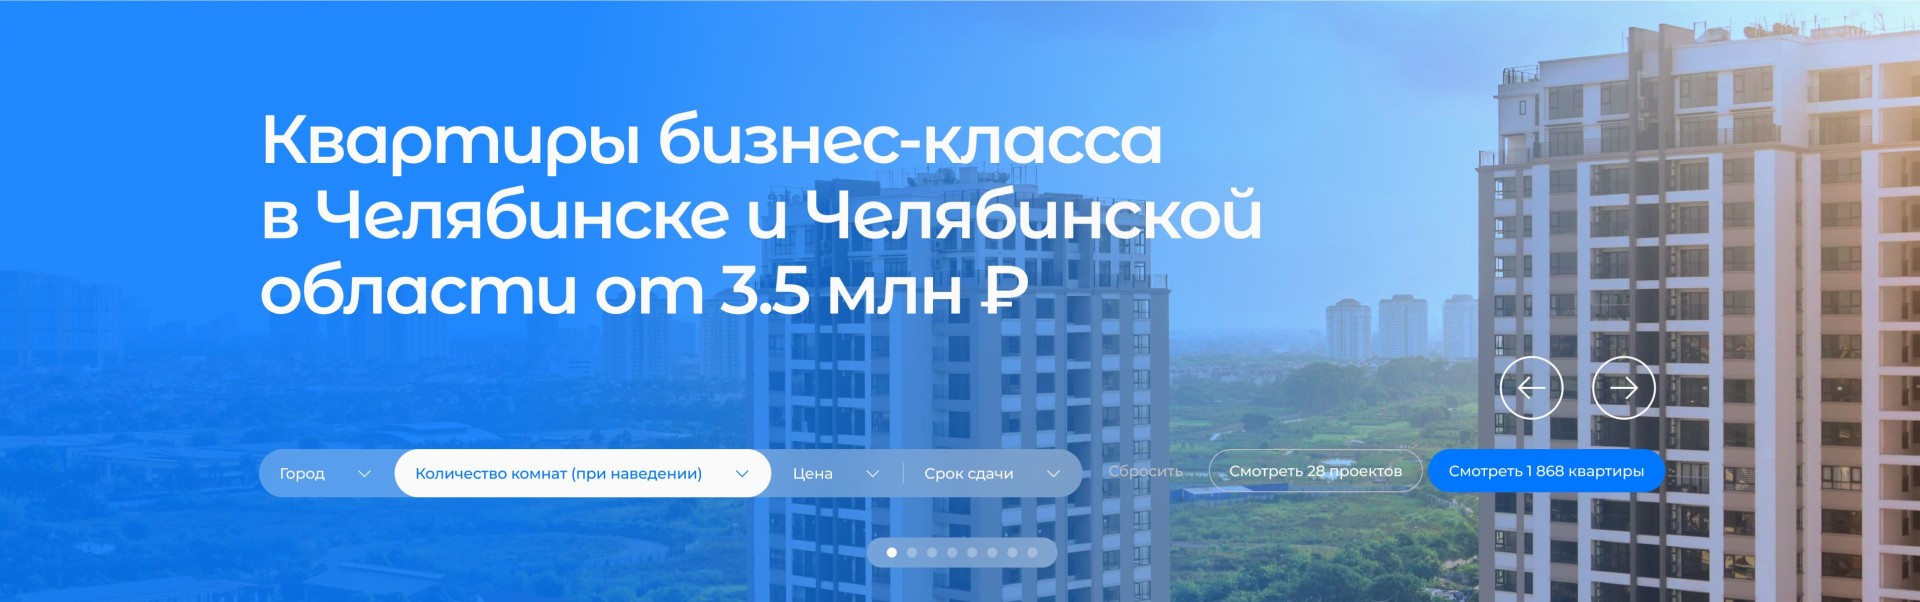 Квартиры бизнес-класса
в Челябинске и Челябинской
области от 3.5 млн ₽
Город
Количество комнат (при наведении)
Цена
Срок сдачи
Сбросить
Смотреть 28 проектов
Смотреть 1 868 квартиры